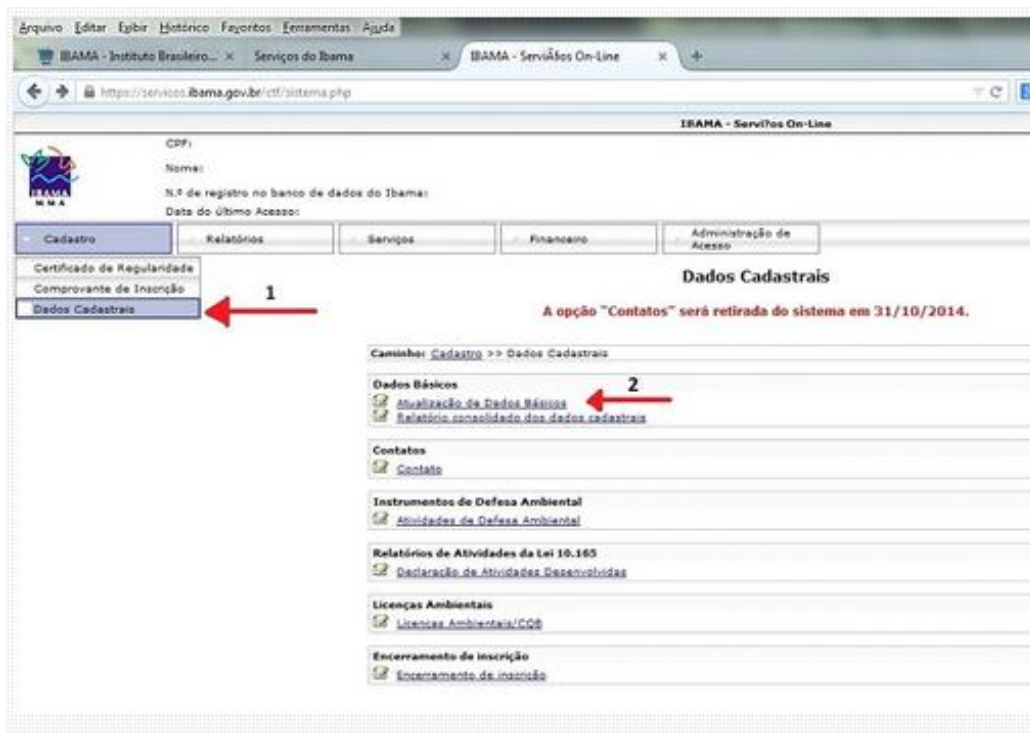 Arquivo Editar Exibir Histórico Favoritos Ferramentas Ajuda
IBAMA - Instituto Brasileiro... × Serviços do Ibama × IBAMA - ServiÃ§os On-Line × +
https://servicos.ibama.gov.br/ctf/sistema.php
IBAMA - Servi?os On-Line
CPF:
Nome:
N.º de registro no banco de dados do Ibama:
Data do último Acesso:
IBAMA
M M A
Cadastro Relatórios Serviços Financeiro Administração de Acesso
Certificado de Regularidade
Comprovante de Inscrição
Dados Cadastrais
1
Dados Cadastrais
A opção "Contatos" será retirada do sistema em 31/10/2014.
Caminho: Cadastro >> Dados Cadastrais
Dados Básicos
2
Atualização de Dados Básicos
Relatório consolidado dos dados cadastrais
Contatos
Contato
Instrumentos de Defesa Ambiental
Atividades de Defesa Ambiental
Relatórios de Atividades da Lei 10.165
Declaração de Atividades Desenvolvidas
Licenças Ambientais
Licenças Ambientais/CQB
Encerramento de inscrição
Encerramento de inscrição